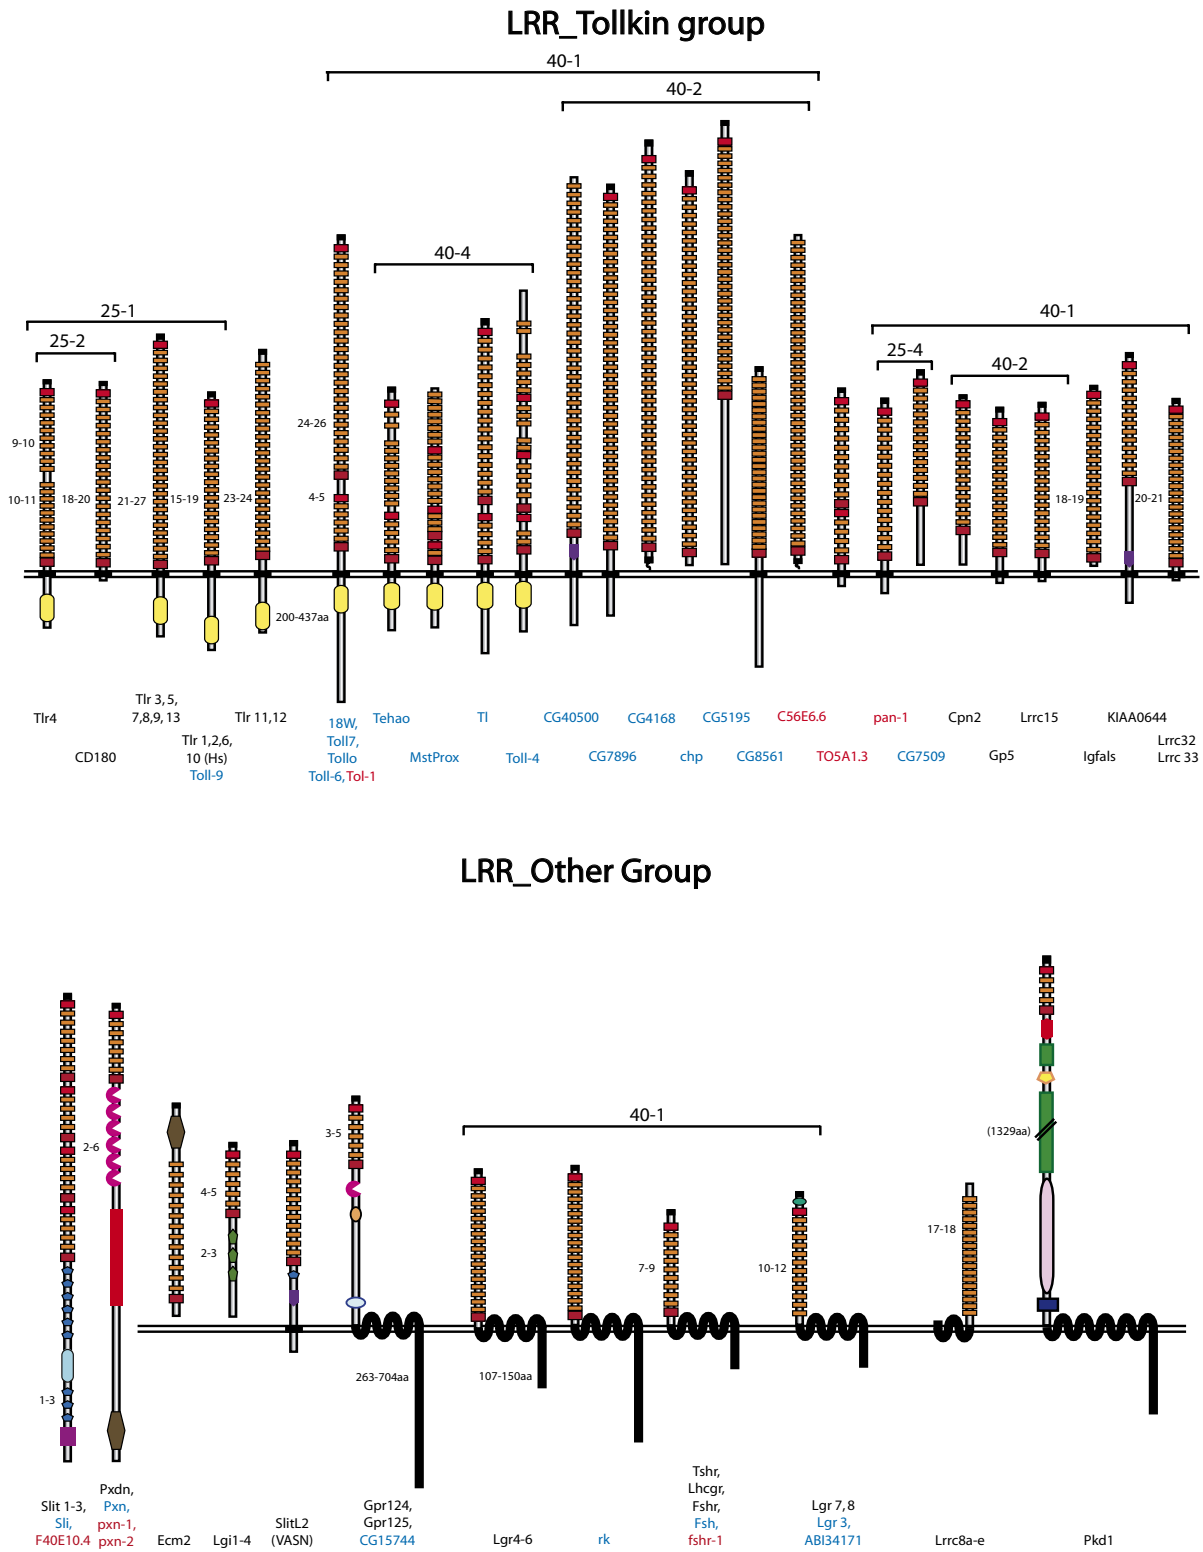 LRR_Tollkin group
40-1
40-2
40-4
25-1
25-2
40-1
25-4
40-2
9-10
10-11
18-20
21-27
15-19
23-24
24-26
4-5
18-19
20-21
200-437aa
Tlr4
CD180
Tlr 3, 5,
7,8,9, 13
Tlr 1,2,6,
10 (Hs)
Toll-9
Tlr 11,12
18W,
Toll7,
Tollo
Toll-6, Tol-1
Tehao
MstProx
Tl
Toll-4
CG40500
CG7896
CG4168
chp
CG5195
CG8561
C56E6.6
TO5A1.3
pan-1
CG7509
Cpn2
Gp5
Lrrc15
Igfals
KIAA0644
Lrrc32
Lrrc 33
LRR_Other Group
2-6
1-3
4-5
2-3
3-5
263-704aa
40-1
107-150aa
7-9
10-12
17-18
(1329aa)
Slit 1-3,
Sli,
F40E10.4
Pxdn,
Pxn,
pxn-1,
pxn-2
Ecm2
Lgi1-4
SlitL2
(VASN)
Gpr124,
Gpr125,
CG15744
Lgr4-6
rk
Tshr,
Lhcgr,
Fshr,
Fsh,
fshr-1
Lgr 7, 8
Lgr 3,
ABI34171
Lrrc8a-e
Pkd1